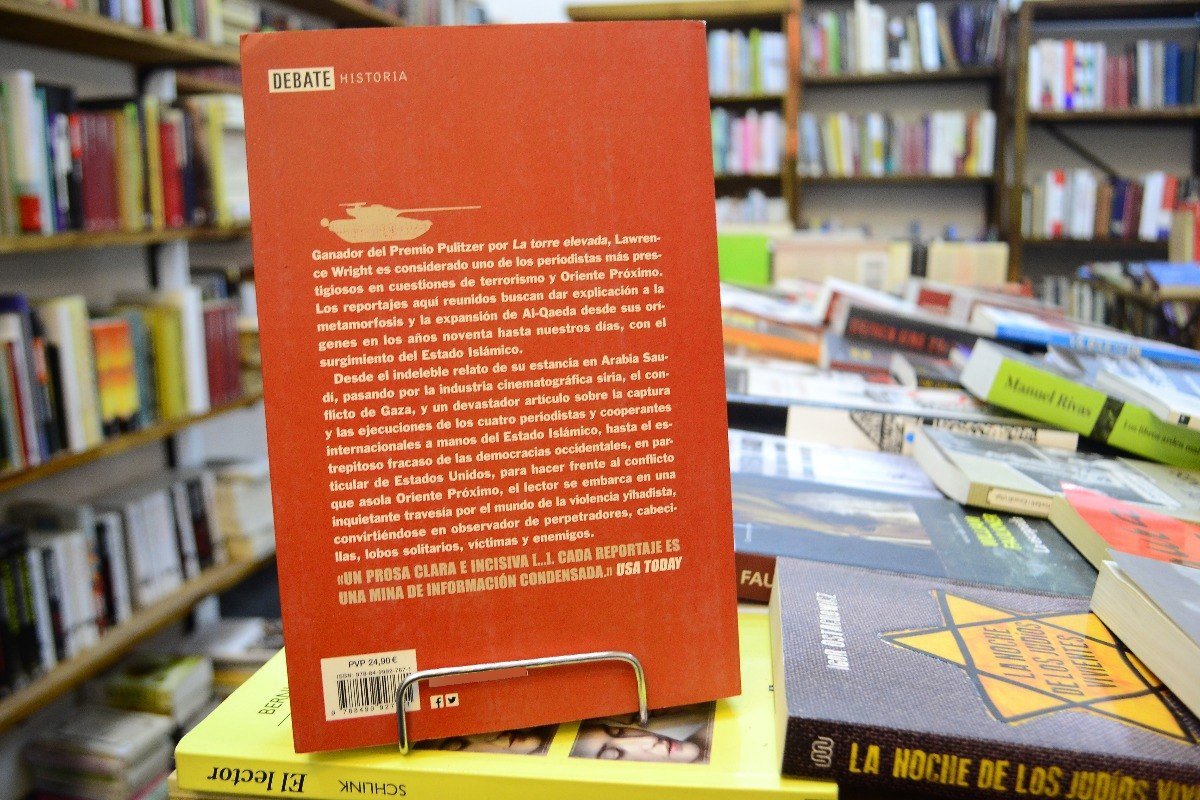 DEBATE HISTORIA
Ganador del Premio Pulitzer por La torre elevada, Lawren-
ce Wright es considerado uno de los periodistas más pres-
tigiosos en cuestiones de terrorismo y Oriente Próximo.
Los reportajes aquí reunidos buscan dar explicación a la
metamorfosis y la expansión de Al-Qaeda desde sus orí-
genes en los años noventa hasta nuestros días, con el
surgimiento del Estado Islámico.
Desde el indeleble relato de su estancia en Arabia Sau-
dí, pasando por la industria cinematográfica siria, el con-
flicto de Gaza, y un devastador artículo sobre la captura
y las ejecuciones de los cuatro periodistas y cooperantes
internacionales a manos del Estado Islámico, hasta el es-
trepitoso fracaso de las democracias occidentales, en par-
ticular de Estados Unidos, para hacer frente al conflicto
que asola Oriente Próximo, el lector se embarca en una
inquietante travesía por el mundo de la violencia yihadista,
convirtiéndose en observador de perpetradores, cabeci-
llas, lobos solitarios, víctimas y enemigos.
«UN PROSA CLARA E INCISIVA [...]. CADA REPORTAJE ES
UNA MINA DE INFORMACIÓN CONDENSADA.» USA TODAY
PVP 24,90 €
El lector
SCHLINK
Manuel Rivas
LA NOCHE
DE LOS JUDÍOS
VIVIENTES
LA NOCHE DE LOS JUDÍOS